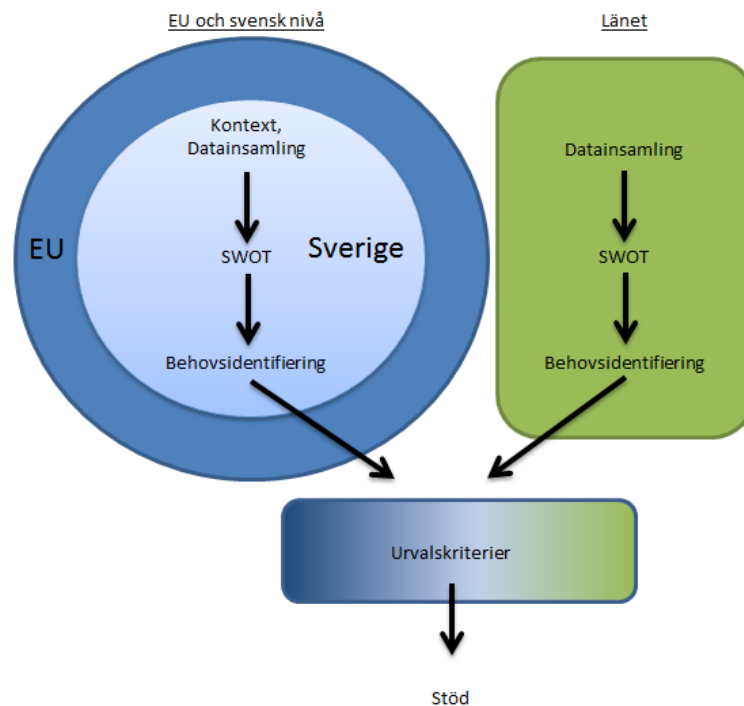 EU och svensk nivå
Länet
Kontext,
Datainsamling
Datainsamling
EU
SWOT
Sverige
SWOT
Behovsidentifiering
Behovsidentifiering
Urvalskriterier
Stöd